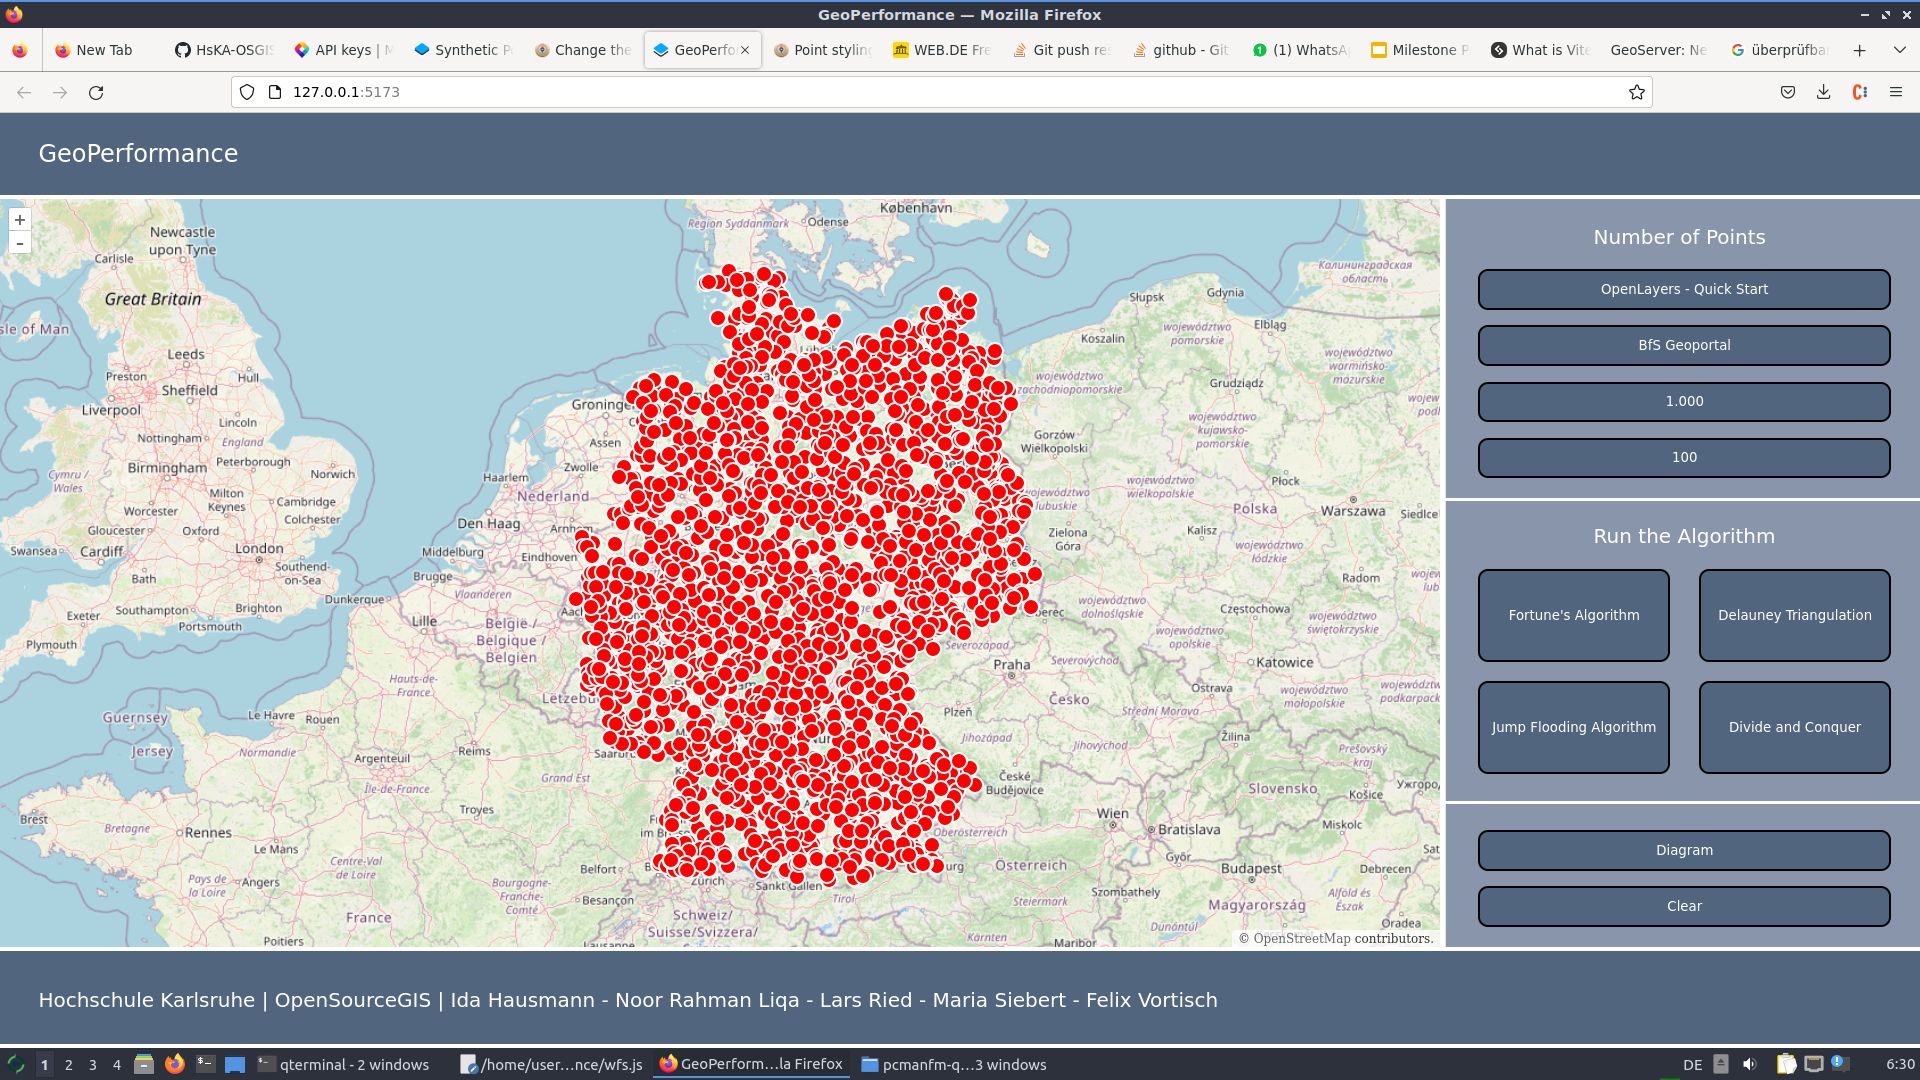 GeoPerformance — Mozilla Firefox
New Tab
HsKA-OSGIS
API keys |
Synthetic
Change the
GeoPerfo
Point styling
WEB.DE Fre
Git push re
github - Git
(1) WhatsA
Milestone P
What is Vite
GeoServer: Ne
überprüfba
127.0.0.1:5173
GeoPerformance
+
-
København
Region Syddanmark
Odense
Newcastle
upon Tyne
Carlisle
Калининградская
область
Great Britain
Słupsk
Gdynia
sle of Man
Elbląg
Koszalin
województwo
pomorskie
Leeds
województwo
warmińsko-
mazurskie
Preston
Hull
Sheffield
województwo
zachodniopomorskie
Grudziądz
Liverpool
Groninge
Lincoln
England
województwo
kujawsko-
pomorskie
Nottingham
Assen
Gorzów
Wielkopolski
Peterborough
Birmingham
Norwich
Zwolle
Cymru /
Wales
Haarlem
Płock
Milton
Keynes
Cambridge
Nederland
województwo
lubuskie
województwo
wielkopolskie
Worcester
Colchester
Polska
Warszawa
Siedlce
Gloucester
Oxford
Den Haag
Arnhem
Zielona
Góra
Kalisz
Swansea
Cardiff
London
Middelburg
Eindhoven
województwo
łódzkie
Bath
Southend-
on-Sea
Brugge
Radom
Vlaanderen
Dunkerque
Southampton
Brighton
Exeter
Portsmouth
Lille
België /
Belgique /
Belgien
województwo
dolnośląskie
Częstochowa
Plymouth
województwo
opolskie
województwo
świętokrzyskie
Severozápad
Praha
Severovýchod
Katowice
Hauts-de-
France
Ostrava
województwo
małopolskie
województwo
podkarpackie
Lëtzebu
Česko
Plzeň
Střední Morava
Guernsey
Le Havre
Rouen
Jihozápad
Jihovýchod
Žilina
Prešovský
kraj
Jersey
Normandie
Reims
Saarbr
Argenteuil
Grand Est
České
Budějovice
Île-de-France
Slovensko
Košice
Ужгоро
Troyes
Brest
Bretagne
Rennes
Wien
Bratislava
Miskolc
Oberösterreich
Le Mans
Centre-Val
de Loire
Belfort
Österreich
Győr
Budapest
Debrecen
Pays de
la Loire
Angers
Bourgogne-
Franche-
Comté
Zürich
Sankt Gallen
Besançon
Tirol
Steiermark
Szombathely
Magyarország
Alföld és
Észak
France
Schweiz/
Suisse/Svizzera/
Dunántúl
Oradea
Poitiers
Lausanne
Kärnten
Maribor
© OpenStreetMap contributors.
Number of Points
OpenLayers - Quick Start
BfS Geoportal
1.000
100
Run the Algorithm
Fortune's Algorithm
Delauney Triangulation
Jump Flooding Algorithm
Divide and Conquer
Diagram
Clear
Hochschule Karlsruhe | OpenSourceGIS | Ida Hausmann - Noor Rahman Liqa - Lars Ried - Maria Siebert - Felix Vortisch
1
2
3
4
qterminal - 2 windows
/home/user...nce/wfs.js
GeoPerform...la Firefox
pcmanfm-q...3 windows
DE
6:30